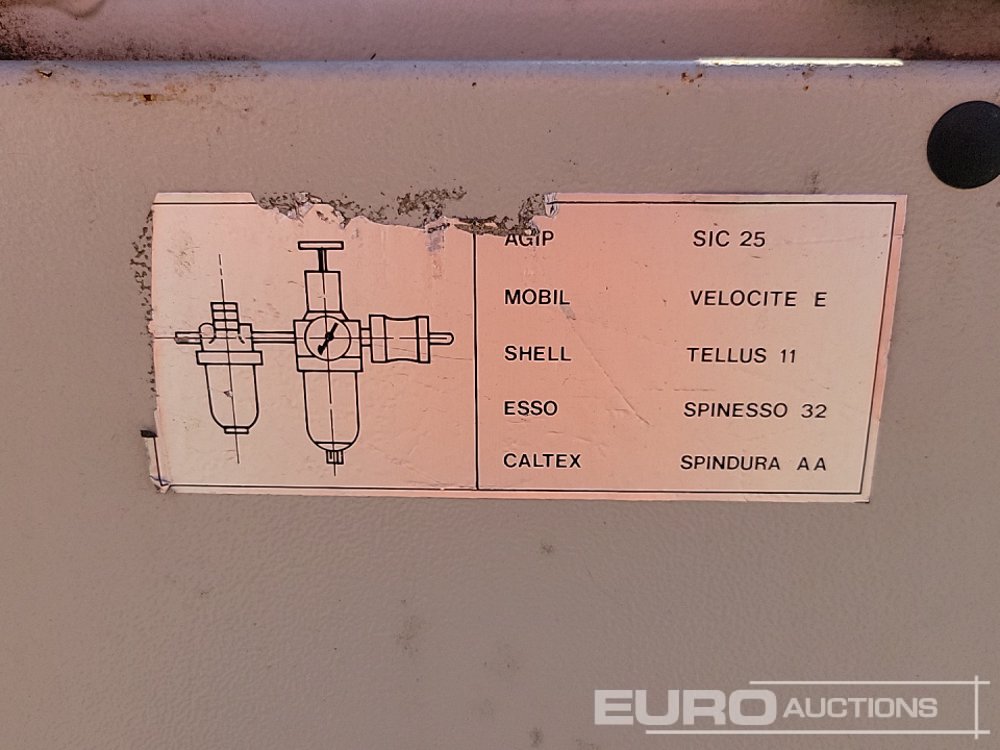 AGIP SIC 25
MOBIL VELOCITE E
SHELL TELLUS 11
ESSO SPINESSO 32
CALTEX SPINDURA AA
EURO AUCTIONS